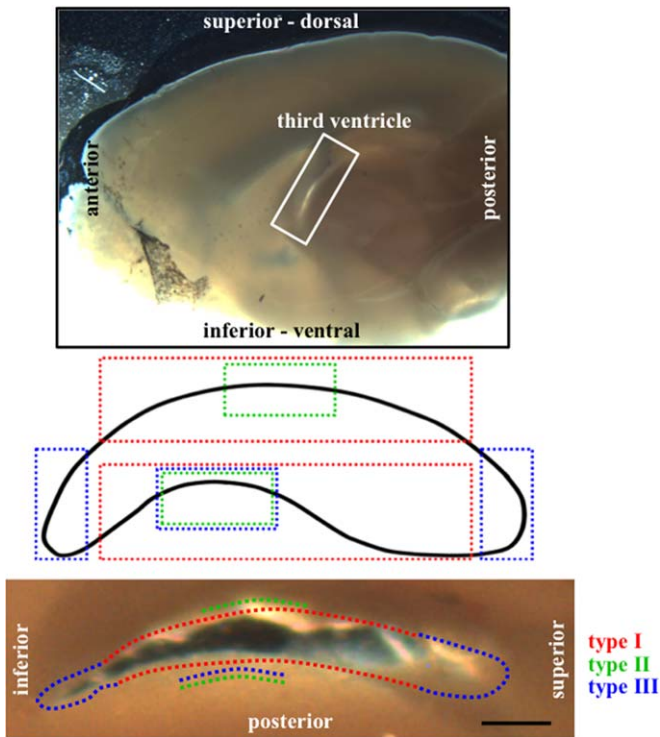 superior - dorsal
third ventricle
anterior
posterior
inferior - ventral
inferior
superior
posterior
type I
type II
type III